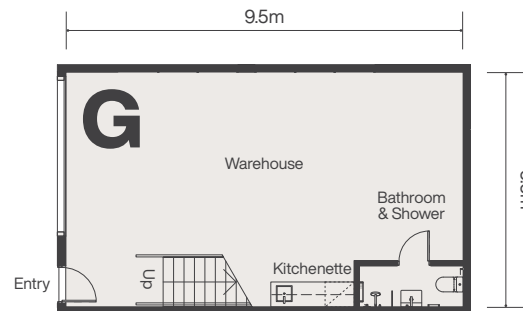 9.5m
G
Warehouse
Bathroom
& Shower
Kitchenette
Up
Entry